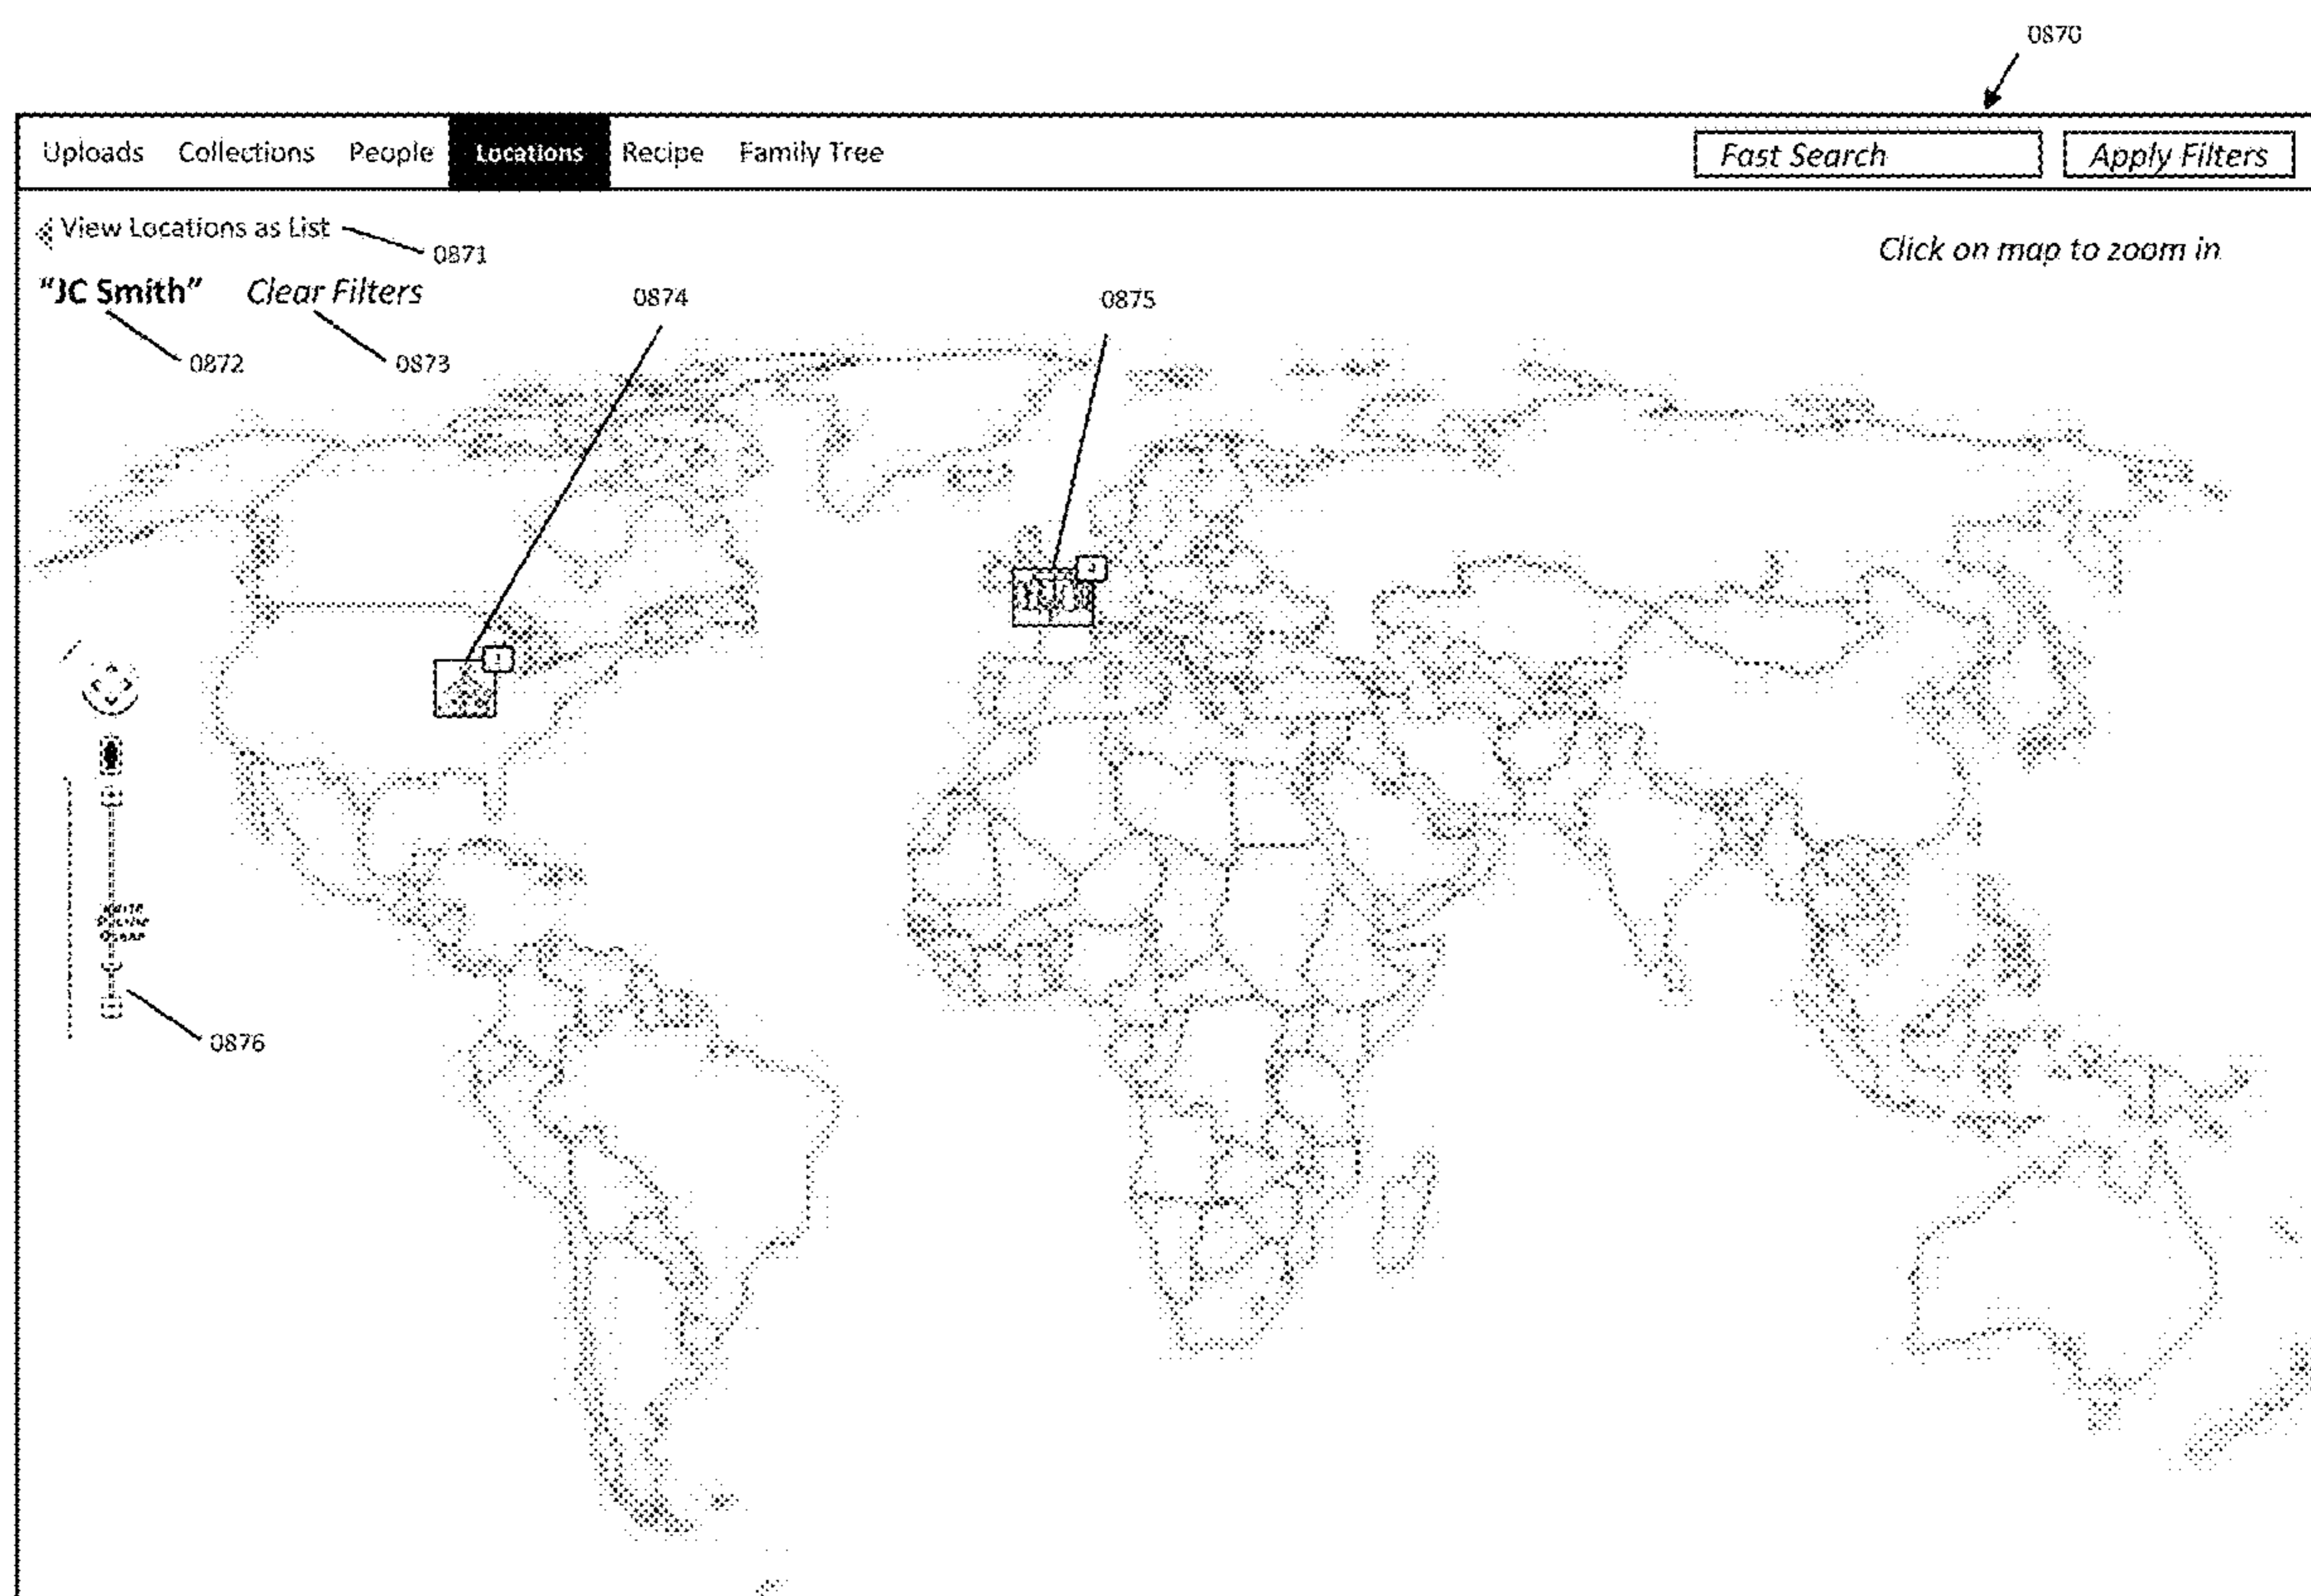 0870
Uploads Collections People Locations Recipe Family Tree Fast Search Apply Filters
View Locations as List
0871
Click on map to zoom in
"JC Smith" Clear Filters
0874
0875
0872
0873
0876